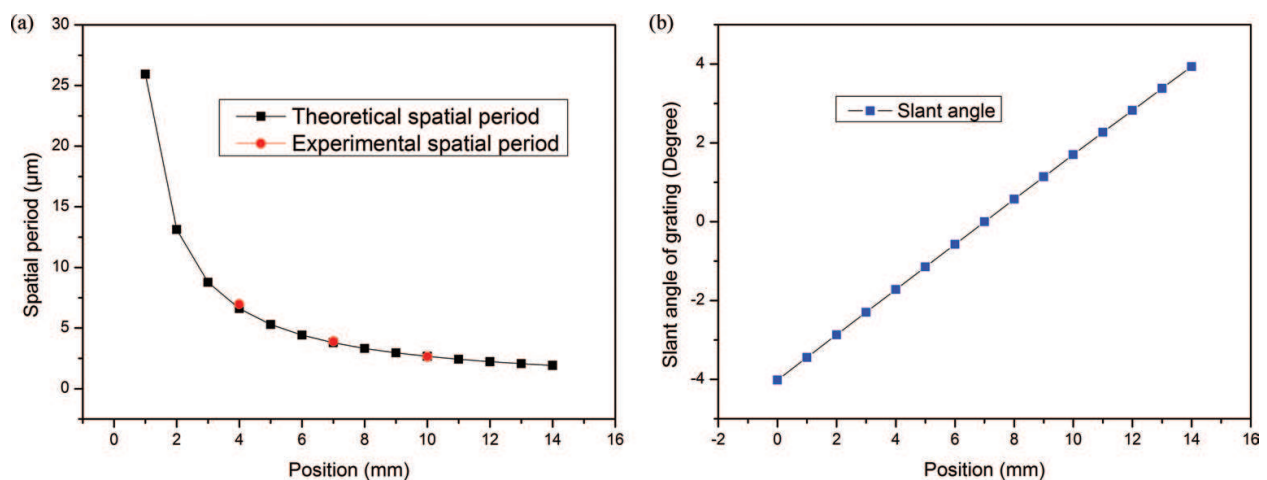 (a)
30
25
20
15
10
5
0
Spatial period (μm)
Theoretical spatial period
Experimental spatial period
0 2 4 6 8 10 12 14 16
Position (mm)
(b)
4
2
0
-2
-4
Slant angle of grating (Degree)
Slant angle
-2 0 2 4 6 8 10 12 14 16
Position (mm)